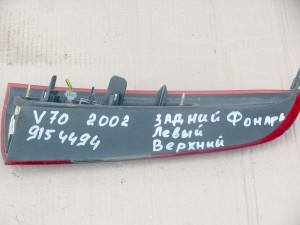 V70 2002
9154494
ЗАДНИЙ ФОНАРЬ
Левый
Верхний